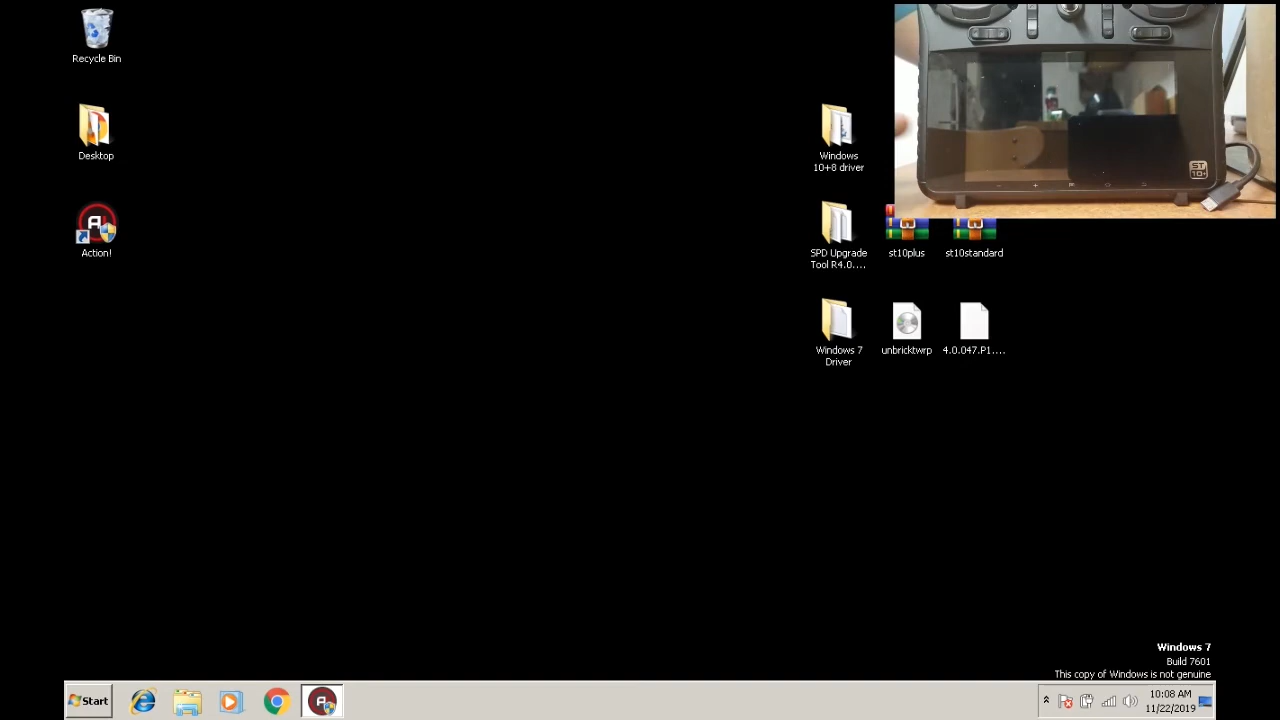 Recycle Bin
Desktop
Action!
Windows
10+8 driver
SPD Upgrade
Tool R4.0....
st10plus
st10standard
Windows 7
Driver
unbricktwrp
4.0.047.P1....
ST
10+
Windows 7
Build 7601
This copy of Windows is not genuine
Start
10:08 AM
11/22/2019